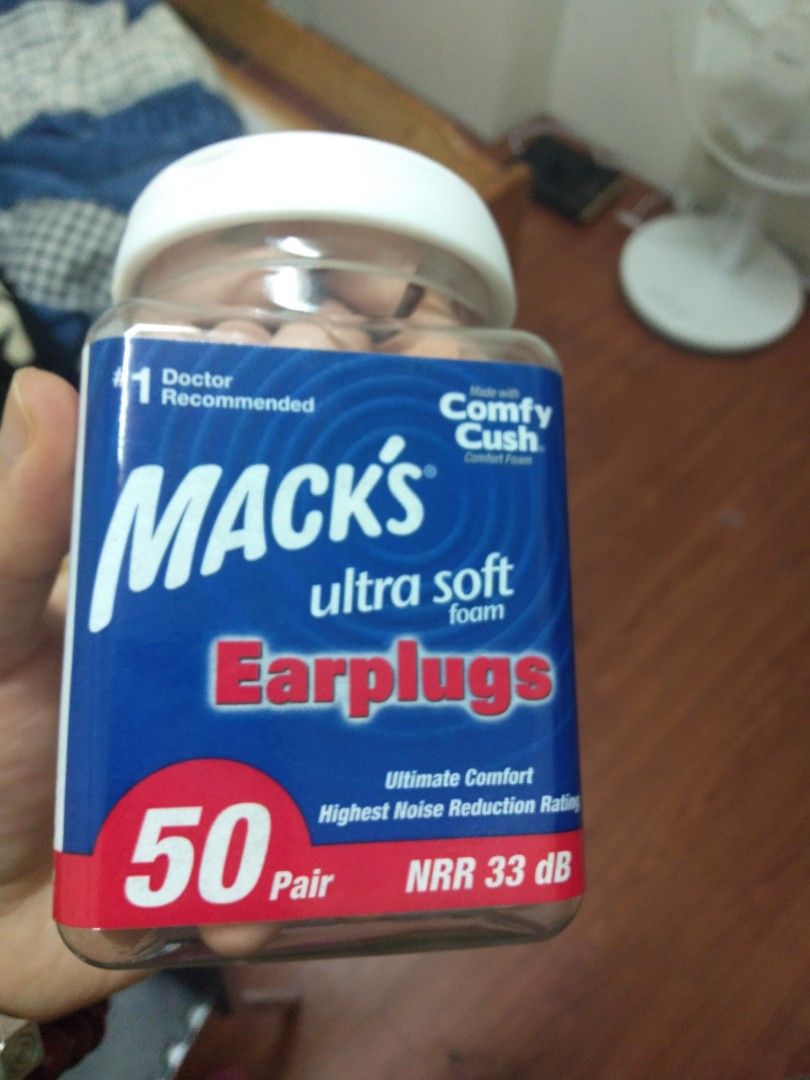 #1 Doctor
Recommended
Made with
Comfy
Cush™
Comfort Foam
MACK'S®
ultra soft
foam
Earplugs
Ultimate Comfort
Highest Noise Reduction Rating
50 Pair
NRR 33 dB